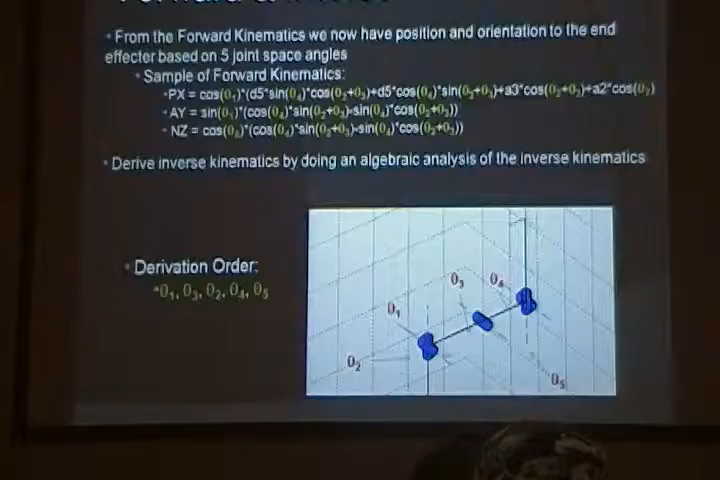 • From the Forward Kinematics we now have position and orientation to the end
effector based on 5 joint space angles
• Sample of Forward Kinematics:
• PX = cos(θ₁)*(d5*sin(θ₄)*cos(θ₂+θ₃)+d5*cos(θ₄)*sin(θ₂+θ₃)+a3*cos(θ₂+θ₃)+a2*cos(θ₂)
• AY = sin(θ₁)*(cos(θ₄)*sin(θ₂+θ₃)+sin(θ₄)*cos(θ₂+θ₃))
• NZ = *(cos(θ₄)*sin(θ₂+θ₃)+sin(θ₄)*cos(θ₂+θ₃))
• Derive inverse kinematics by doing an algebraic analysis of the inverse kinematics
• Derivation Order:
•θ₁, θ₃, θ₂, θ₄, θ₅
θ₃ θ₄
θ₁
θ₂
θ₅